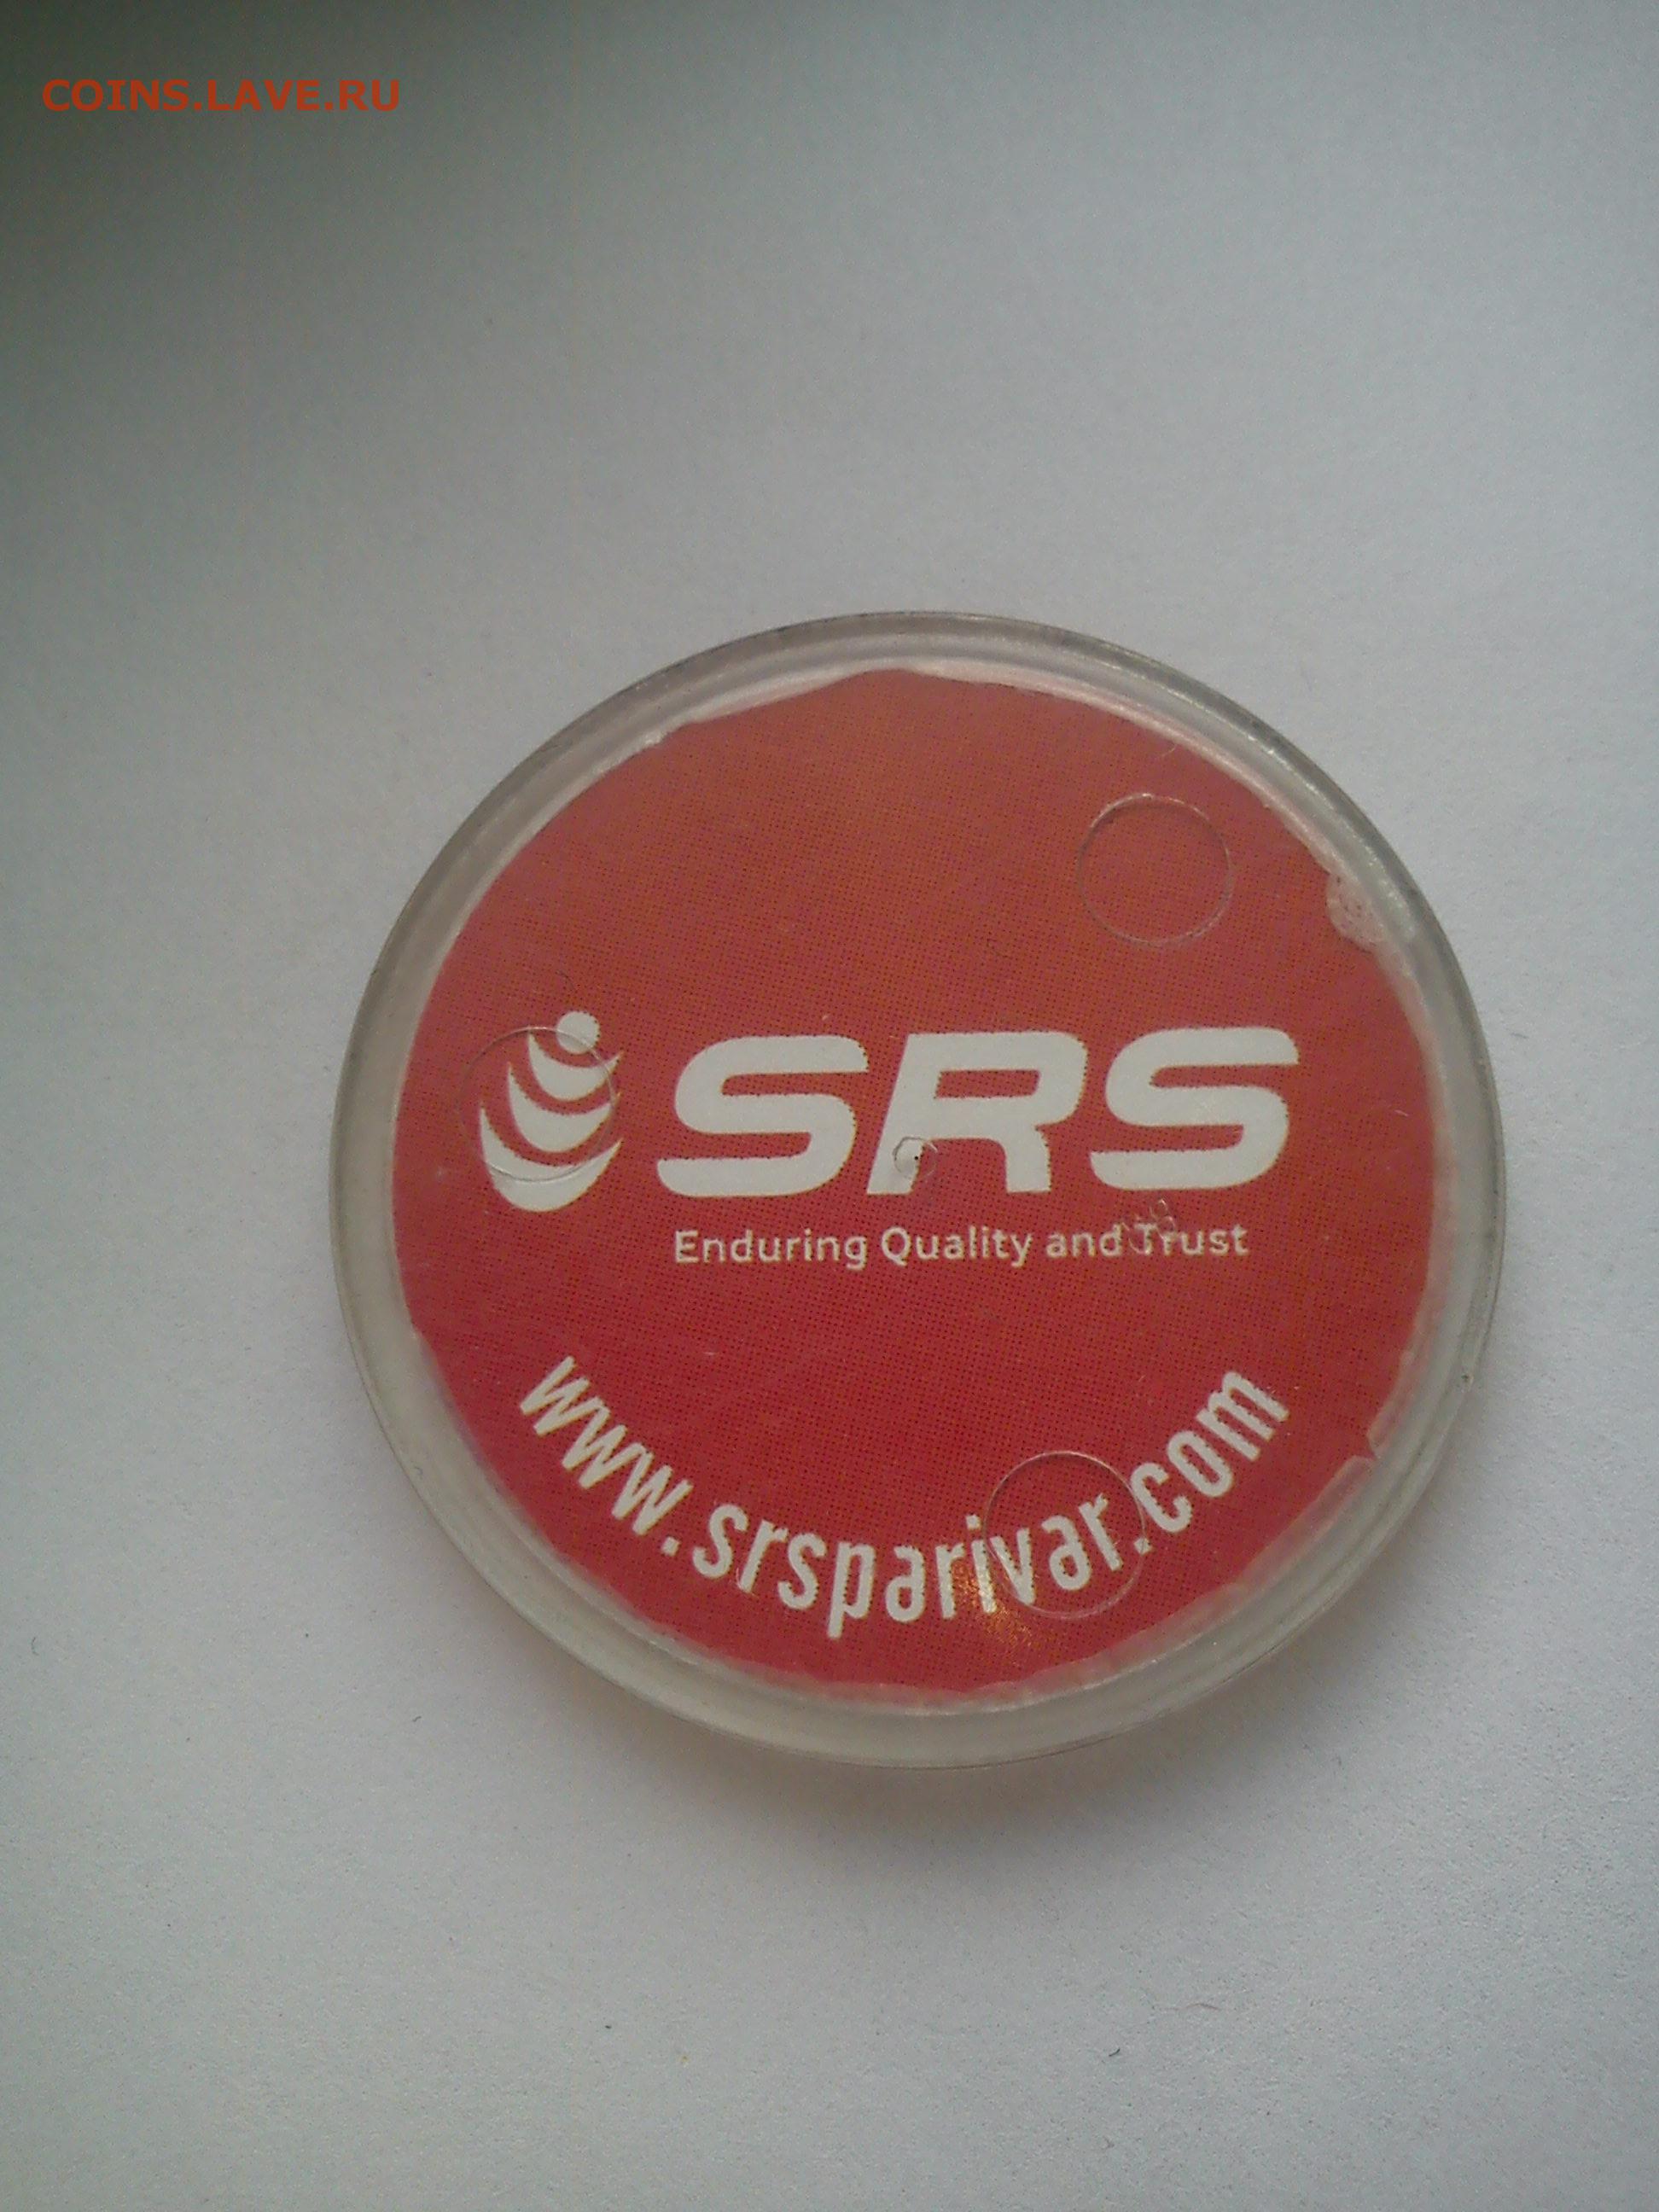 COINS.LAVE.RU
SRS
Enduring Quality and Trust
www.srsparivar.com